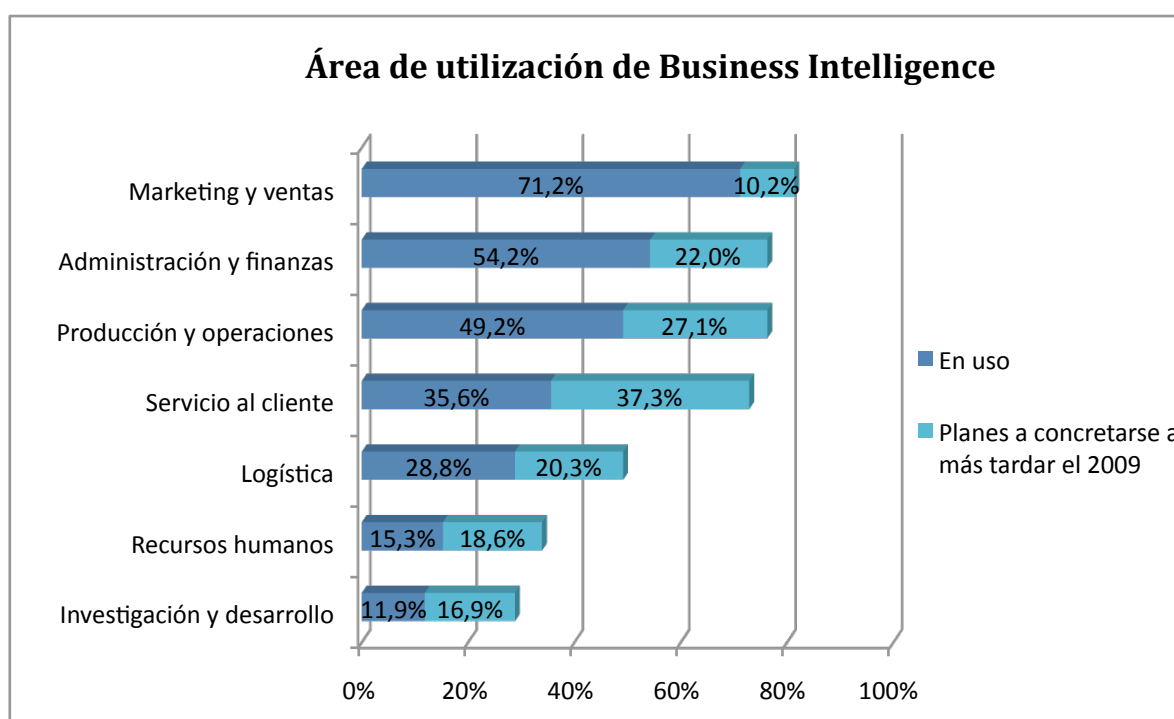 Área de utilización de Business Intelligence
Marketing y ventas
71,2%
10,2%
Administración y finanzas
54,2%
22,0%
Producción y operaciones
49,2%
27,1%
Servicio al cliente
35,6%
37,3%
Logística
28,8%
20,3%
Recursos humanos
15,3%
18,6%
Investigación y desarrollo
11,9%
16,9%
En uso
Planes a concretarse a
más tardar el 2009
0%
20%
40%
60%
80%
100%